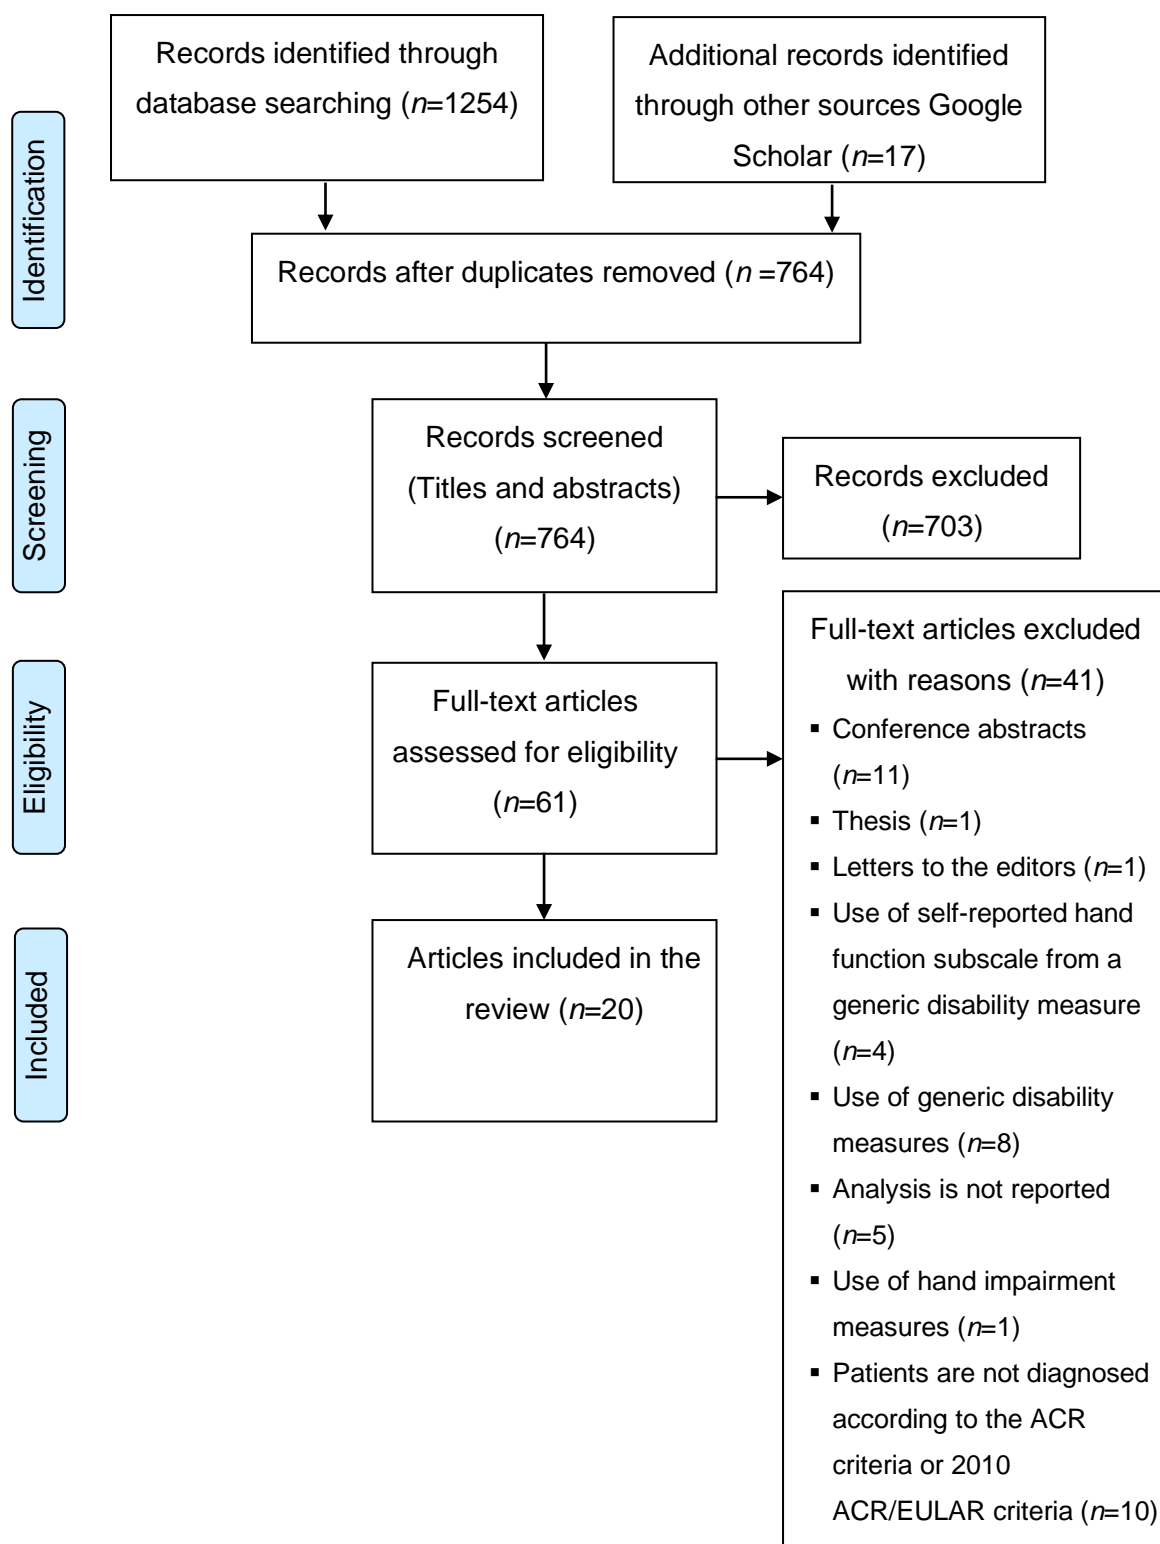 Records identified through
database searching (n=1254)
Additional records identified
through other sources Google
Scholar (n=17)
Identification
Records after duplicates removed (n =764)
Screening
Records screened
(Titles and abstracts)
(n=764)
Records excluded
(n=703)
Eligibility
Full-text articles
assessed for eligibility
(n=61)
Full-text articles excluded
with reasons (n=41)
▪ Conference abstracts
(n=11)
▪ Thesis (n=1)
▪ Letters to the editors (n=1)
▪ Use of self-reported hand
function subscale from a
generic disability measure
(n=4)
▪ Use of generic disability
measures (n=8)
▪ Analysis is not reported
(n=5)
▪ Use of hand impairment
measures (n=1)
▪ Patients are not diagnosed
according to the ACR
criteria or 2010
ACR/EULAR criteria (n=10)
Included
Articles included in the
review (n=20)